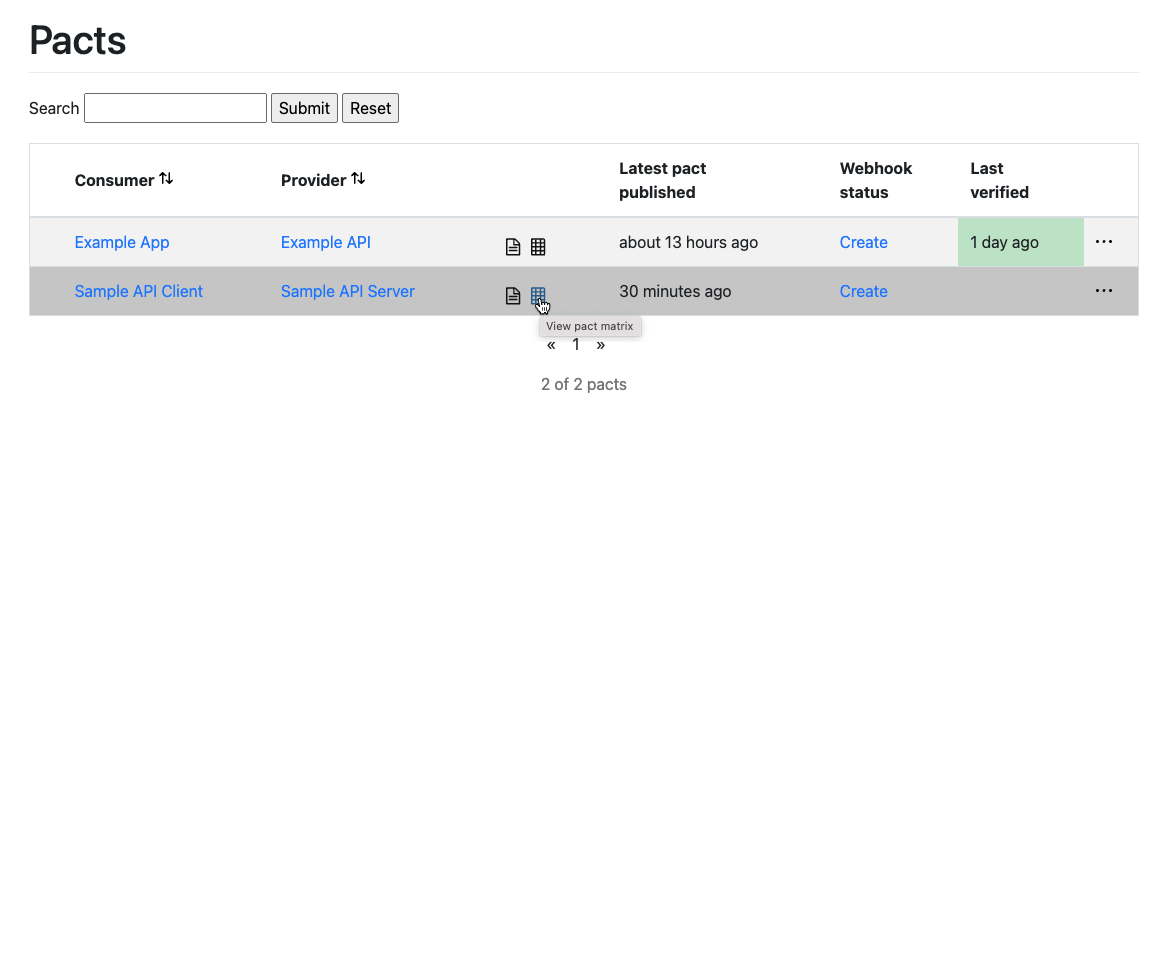 Pacts
Search Submit Reset
Consumer Provider Latest pact published Webhook status Last verified
Example App Example API about 13 hours ago Create 1 day ago ...
Sample API Client Sample API Server 30 minutes ago Create ...
View pact matrix
« 1 »
2 of 2 pacts